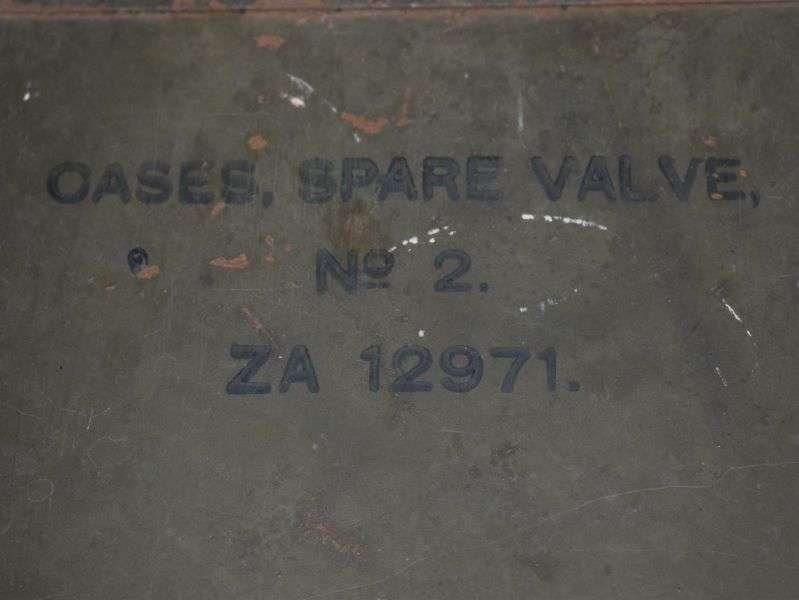 CASES, SPARE VALVE,
Nº 2.
ZA 12971.